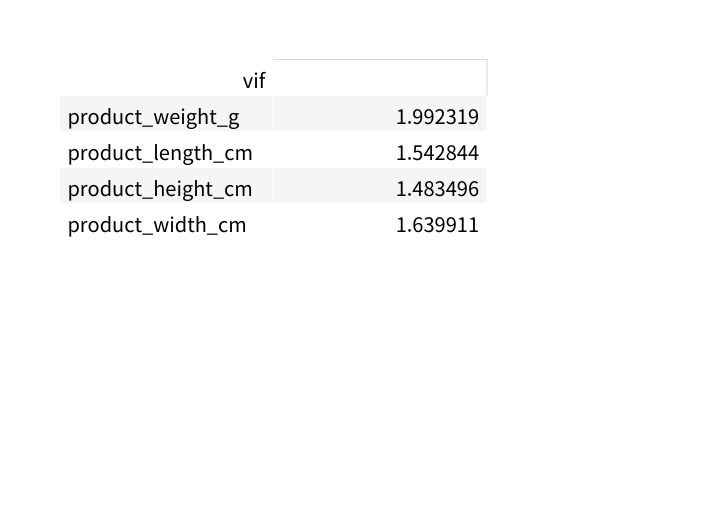 vif
product_weight_g 1.992319
product_length_cm 1.542844
product_height_cm 1.483496
product_width_cm 1.639911